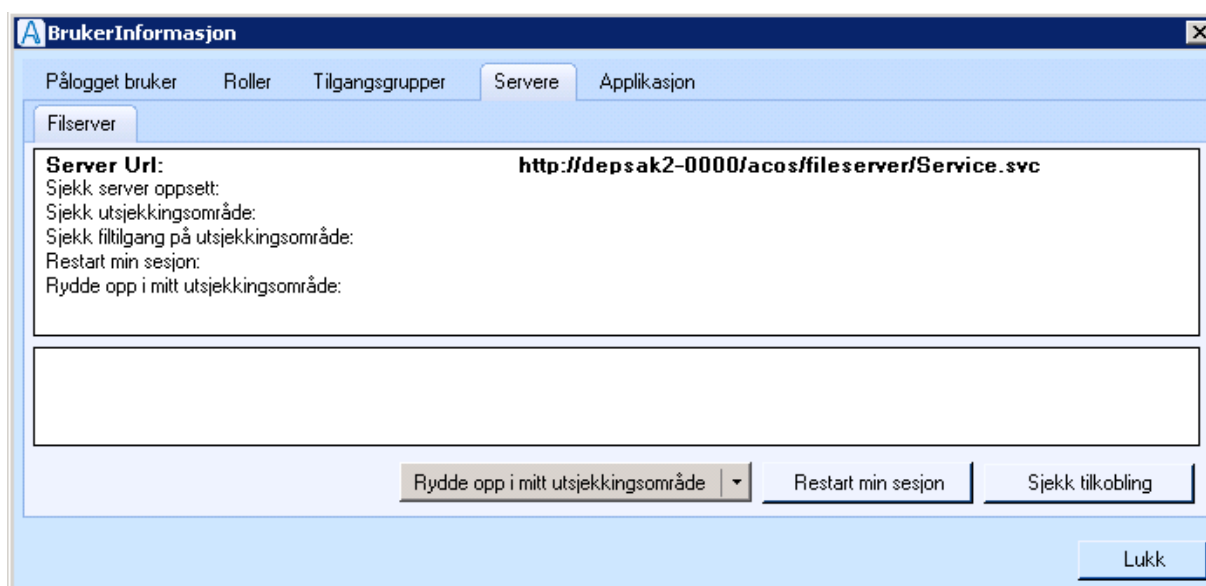 BrukerInformasjon
Pålogget bruker Roller Tilgangsgrupper Servere Applikasjon
Filserver
Server Url: http://depsak2-0000/acos/fileserver/Service.svc
Sjekk server oppsett:
Sjekk utsjekkingsområde:
Sjekk filtilgang på utsjekkingsområde:
Restart min sesjon:
Rydde opp i mitt utsjekkingsområde:
Rydde opp i mitt utsjekkingsområde Restart min sesjon Sjekk tilkobling
Lukk